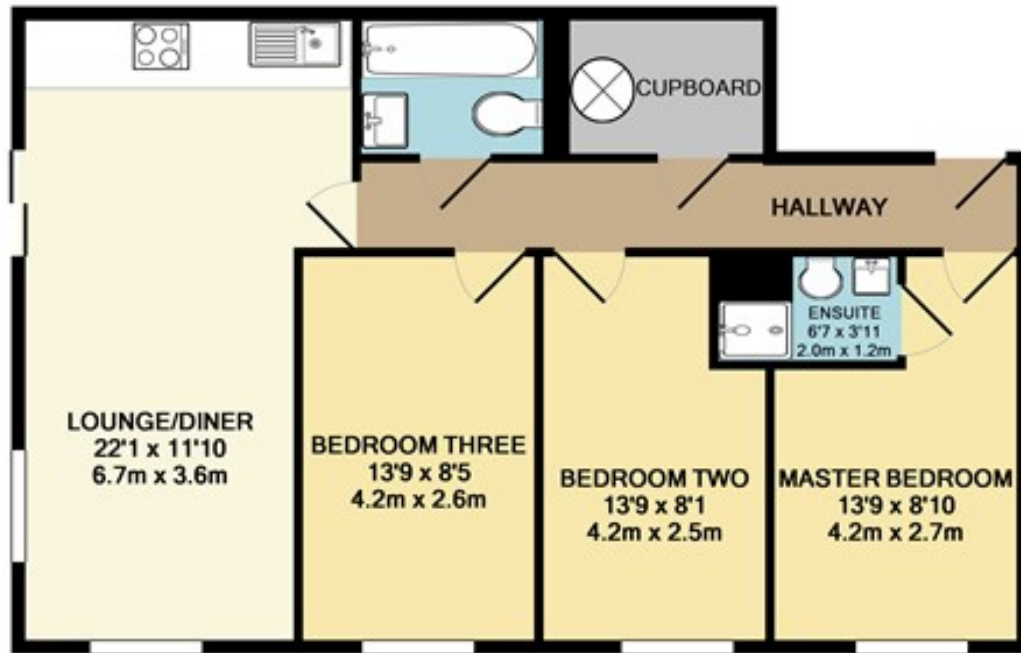 CUPBOARD
HALLWAY
ENSUITE
6'7 x 3'11
2.0m x 1.2m
LOUNGE/DINER
22'1 x 11'10
6.7m x 3.6m
BEDROOM THREE
13'9 x 8'5
4.2m x 2.6m
BEDROOM TWO
13'9 x 8'1
4.2m x 2.5m
MASTER BEDROOM
13'9 x 8'10
4.2m x 2.7m